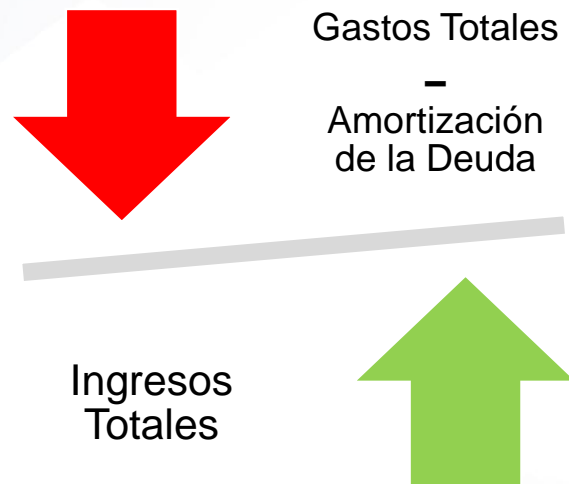 Gastos Totales
–
Amortización
de la Deuda
Ingresos
Totales